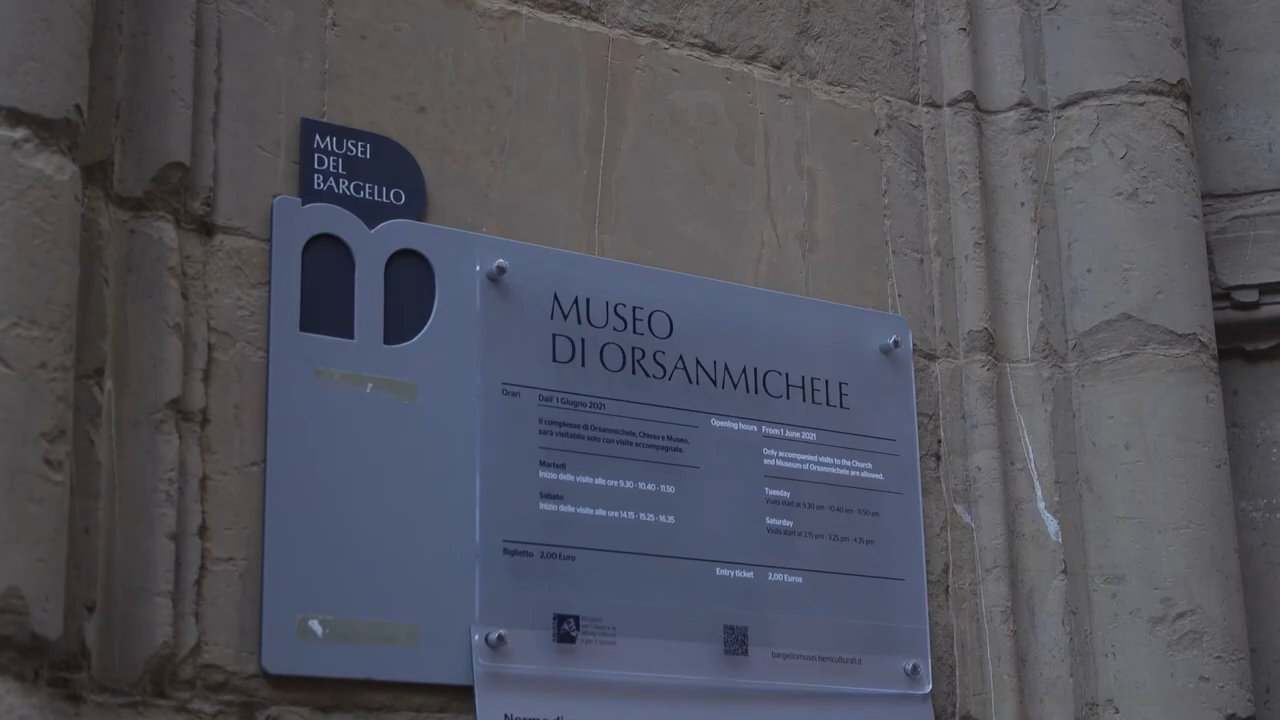 MUSEI
DEL
BARGELLO
MUSEO
DI ORSANMICHELE
Orari
Dall' 1 Giugno 2021
Il complesso di Orsanmichele, Chiesa e Museo,
sarà visitabile solo con visite accompagnate.
Martedì
Inizio delle visite alle ore 9.30 - 10.40 - 11.50
Sabato
Inizio delle visite alle ore 14.15 - 15.25 - 16.35
Opening hours
From 1 June 2021
Only accompanied visits to the Church
and Museum of Orsanmichele are allowed.
Tuesday
Visits start at 9.30 am - 10.40 am - 11.50 am
Saturday
Visits start at 2.15 pm - 3.25 pm - 4.35 pm
Biglietto 2,00 Euro
Entry ticket 2,00 Euros
bargellomusei.beniculturali.it